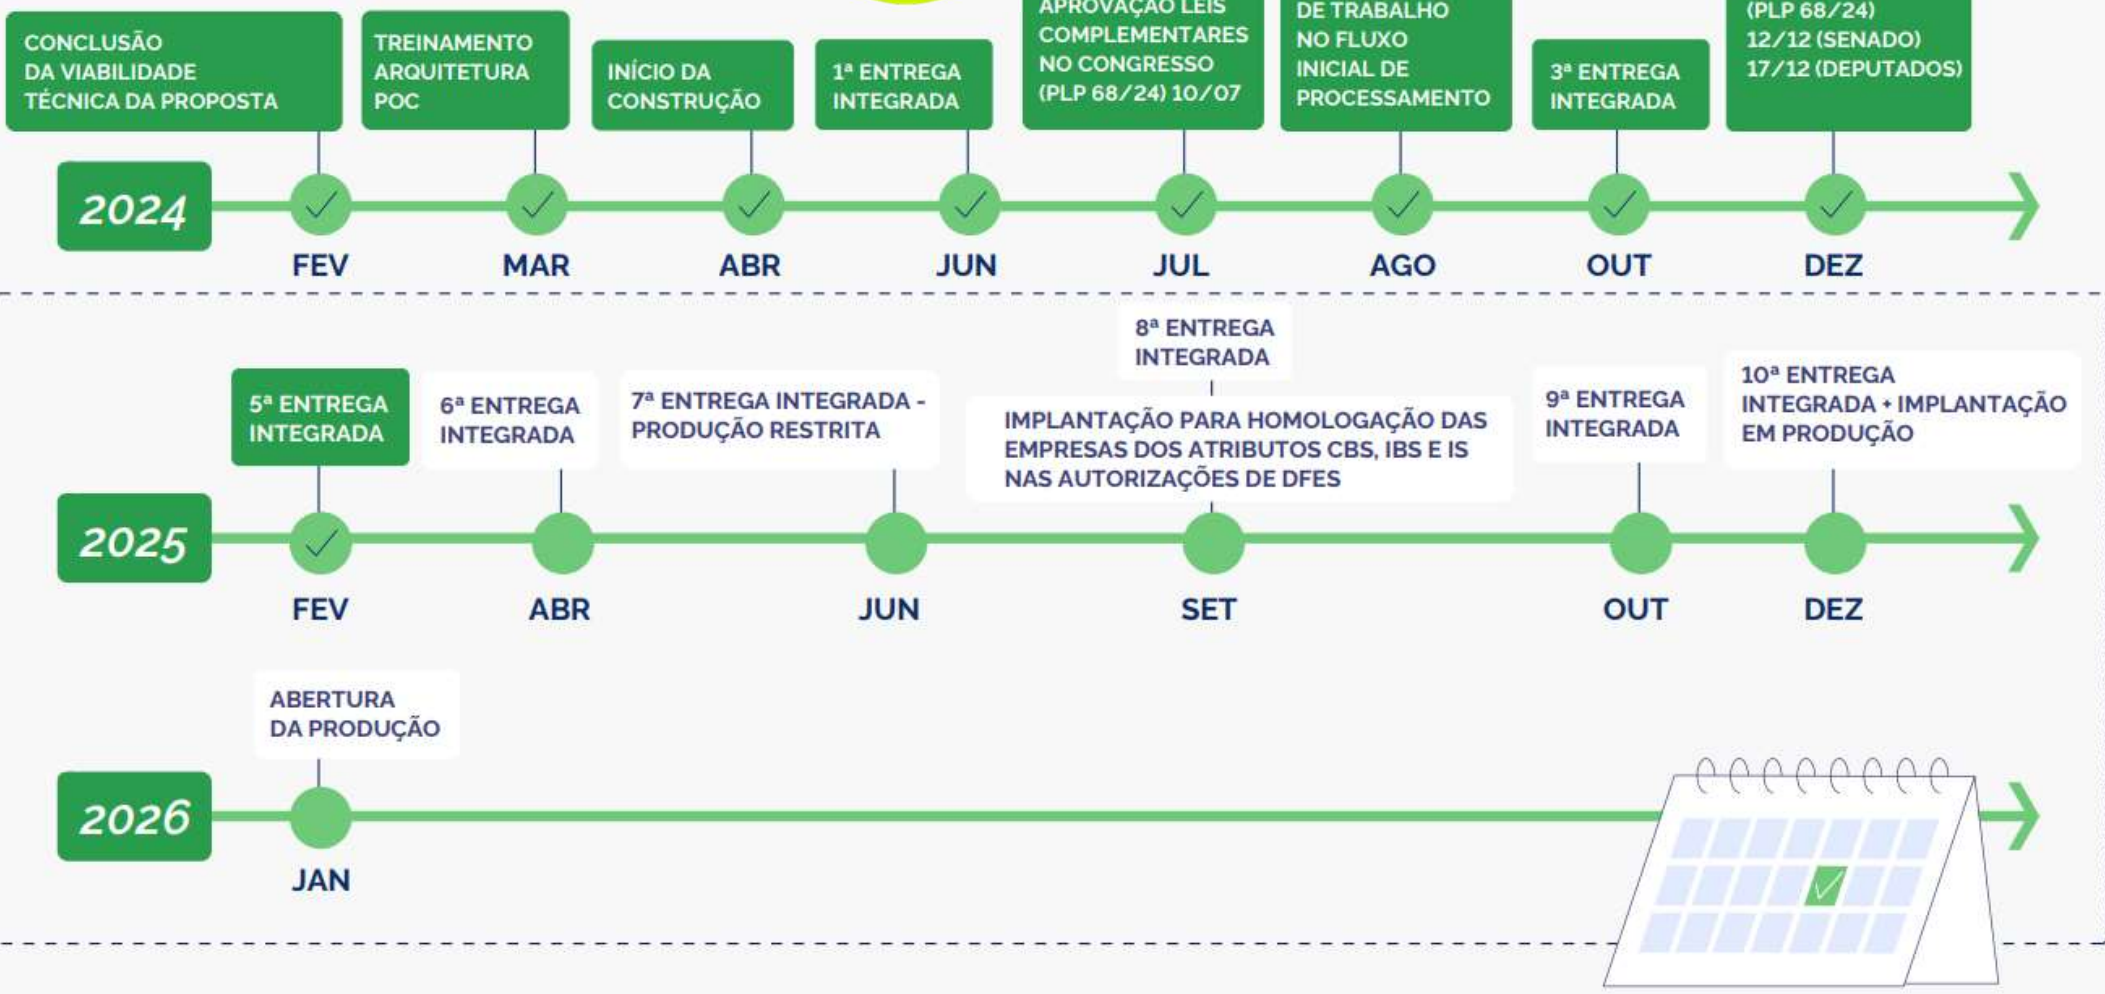 CONCLUSÃO
DA VIABILIDADE
TÉCNICA DA PROPOSTA
TREINAMENTO
ARQUITETURA
POC
INÍCIO DA
CONSTRUÇÃO
1ª ENTREGA
INTEGRADA
APROVAÇÃO LEIS
COMPLEMENTARES
NO CONGRESSO
(PLP 68/24) 10/07
DE TRABALHO
NO FLUXO
INICIAL DE
PROCESSAMENTO
3ª ENTREGA
INTEGRADA
(PLP 68/24)
12/12 (SENADO)
17/12 (DEPUTADOS)
2024
FEV
MAR
ABR
JUN
JUL
AGO
OUT
DEZ
5ª ENTREGA
INTEGRADA
6ª ENTREGA
INTEGRADA
7ª ENTREGA INTEGRADA -
PRODUÇÃO RESTRITA
8ª ENTREGA
INTEGRADA
IMPLANTAÇÃO PARA HOMOLOGAÇÃO DAS
EMPRESAS DOS ATRIBUTOS CBS, IBS E IS
NAS AUTORIZAÇÕES DE DFES
9ª ENTREGA
INTEGRADA
10ª ENTREGA
INTEGRADA + IMPLANTAÇÃO
EM PRODUÇÃO
2025
FEV
ABR
JUN
SET
OUT
DEZ
ABERTURA
DA PRODUÇÃO
2026
JAN